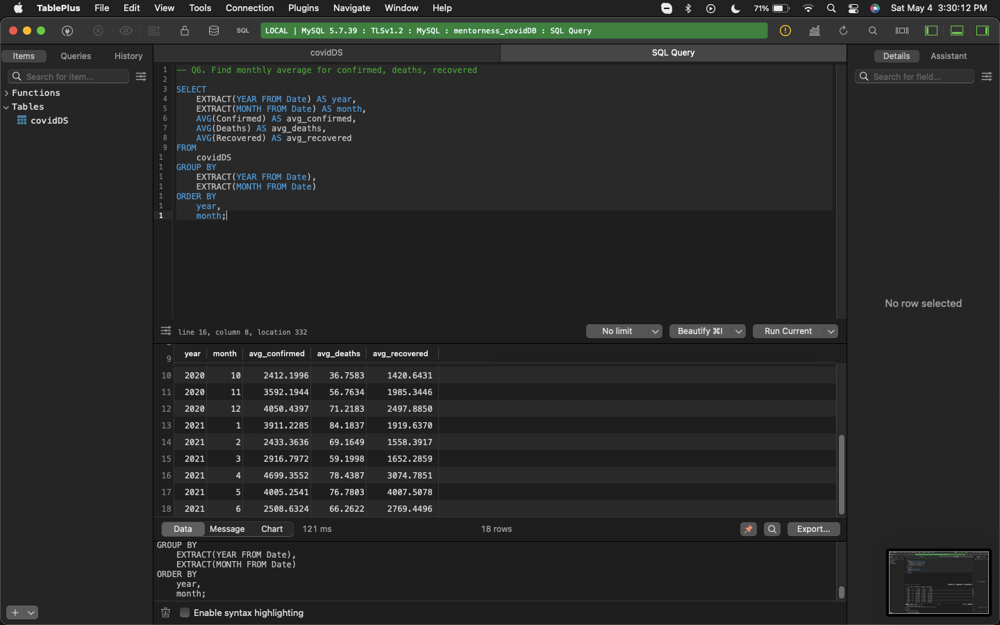 TablePlus File Edit View Tools Connection Plugins Navigate Window Help 71% Sat May 4 3:30:12 PM
SQL LOCAL | MySQL 5.7.39 : TLSv1.2 : MySQL : mentorness_covidDB : SQL Query
Items Queries History
Search for item...
Functions
Tables
covidDS
covidDS SQL Query
1 -- Q6. Find monthly average for confirmed, deaths, recovered
2
3 SELECT
4 EXTRACT(YEAR FROM Date) AS year,
5 EXTRACT(MONTH FROM Date) AS month,
6 AVG(Confirmed) AS avg_confirmed,
7 AVG(Deaths) AS avg_deaths,
8 AVG(Recovered) AS avg_recovered
9 FROM
1 covidDS
1 GROUP BY
1 EXTRACT(YEAR FROM Date),
1 EXTRACT(MONTH FROM Date)
1 ORDER BY
1 year,
1 month;
line 16, column 8, location 332
No limit Beautify ⌘I Run Current
year month avg_confirmed avg_deaths avg_recovered
9
10 2020 10 2412.1996 36.7583 1420.6431
11 2020 11 3592.1944 56.7634 1985.3446
12 2020 12 4050.4397 71.2183 2497.8850
13 2021 1 3911.2285 84.1837 1919.6370
14 2021 2 2433.3636 69.1649 1558.3917
15 2021 3 2916.7972 59.1998 1652.2859
16 2021 4 4699.3552 78.4387 3074.7851
17 2021 5 4005.2541 76.7803 4007.5078
18 2021 6 2508.6324 66.2622 2769.4496
Data Message Chart 121 ms 18 rows Export...
GROUP BY
EXTRACT(YEAR FROM Date),
EXTRACT(MONTH FROM Date)
ORDER BY
year,
month;
Enable syntax highlighting
Details Assistant
Search for field...
No row selected